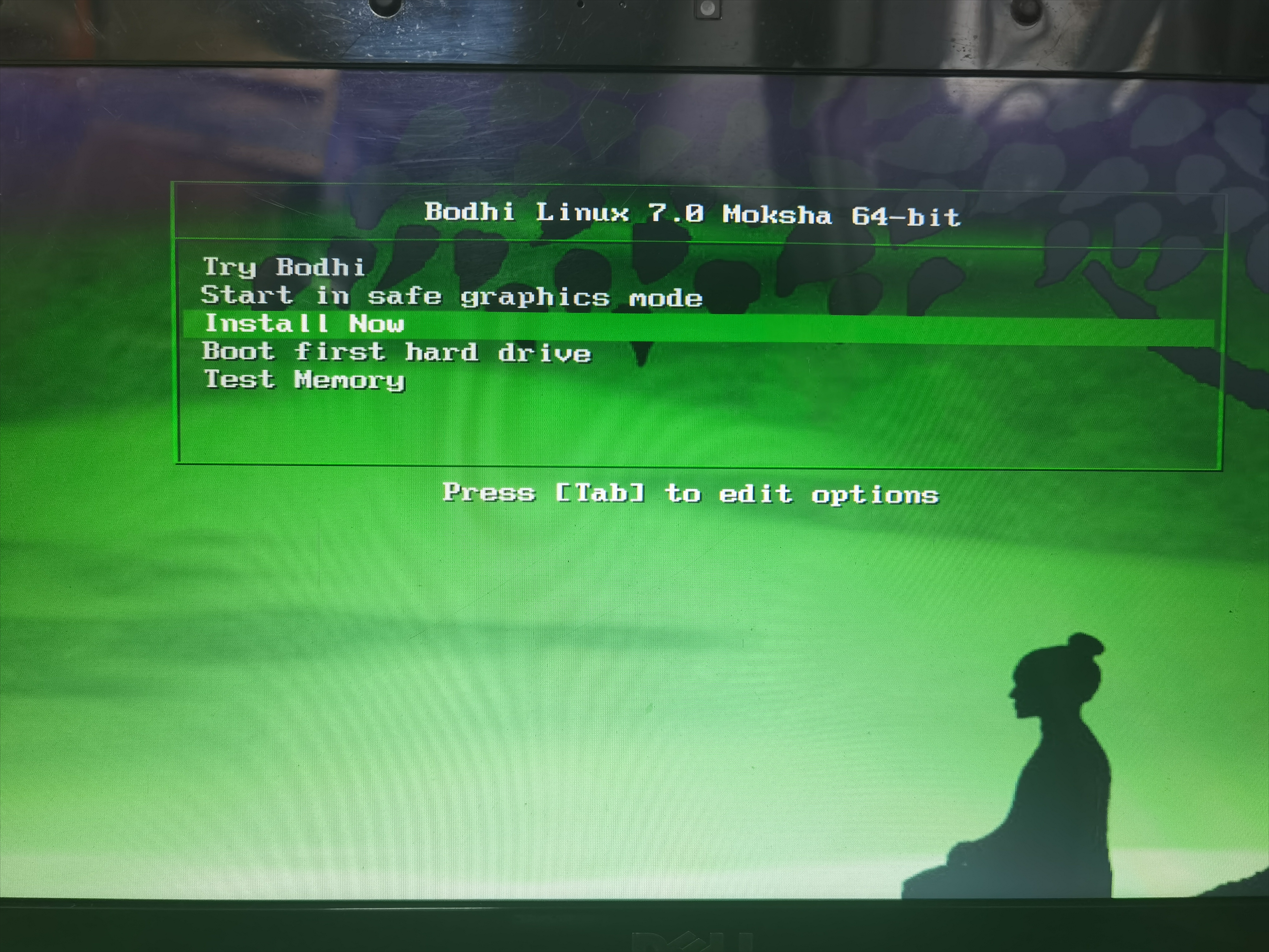 Bodhi Linux 7.0 Moksha 64-bit
Try Bodhi
Start in safe graphics mode
Install Now
Boot first hard drive
Test Memory
Press [Tab] to edit options
DELL